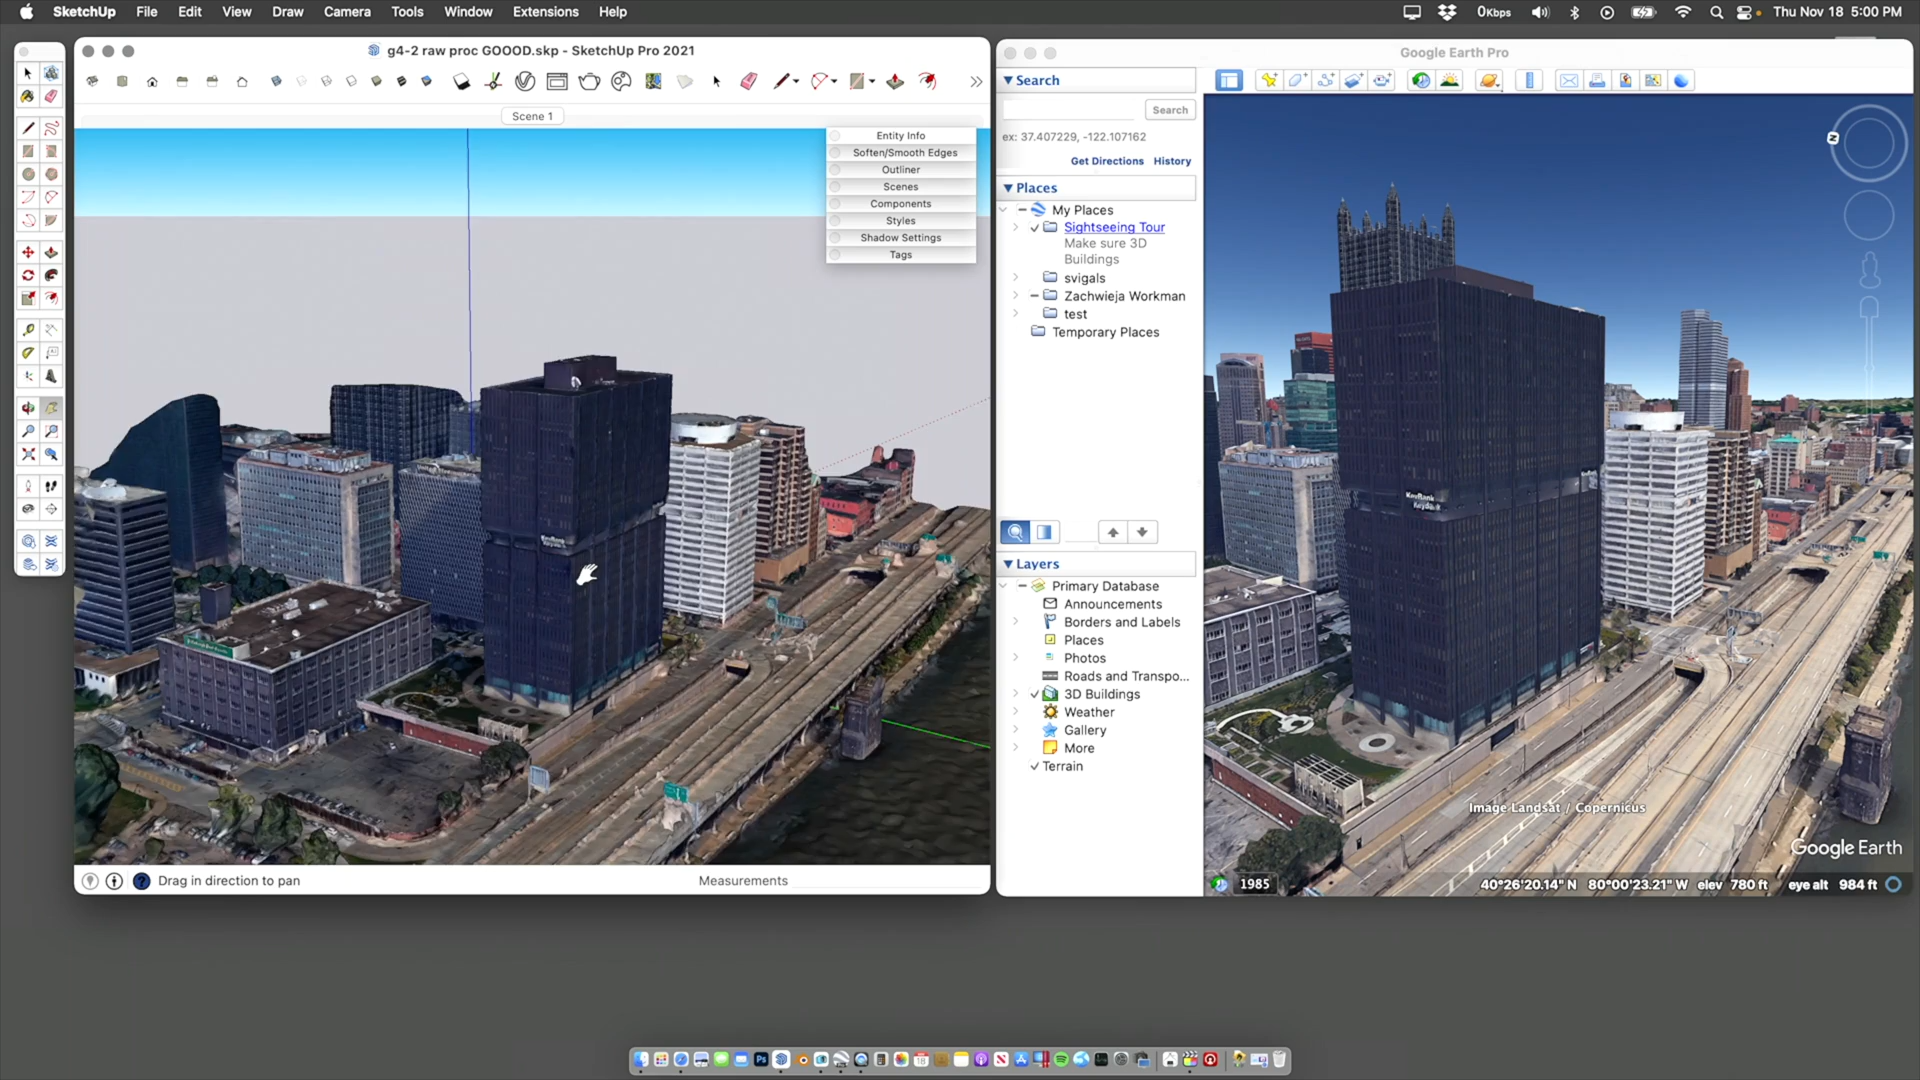 SketchUp File Edit View Draw Camera Tools Window Extensions Help
0Kbps Thu Nov 18 5:00 PM
g4-2 raw proc GOOOD.skp - SketchUp Pro 2021
Scene 1
Entity Info
Soften/Smooth Edges
Outliner
Scenes
Components
Styles
Shadow Settings
Tags
Drag in direction to pan
Measurements
Google Earth Pro
Search
Search
ex: 37.407229, -122.107162
Get Directions History
Places
My Places
Sightseeing Tour
Make sure 3D
Buildings
svigals
Zachwieja Workman
test
Temporary Places
Layers
Primary Database
Announcements
Borders and Labels
Places
Photos
Roads and Transpo...
3D Buildings
Weather
Gallery
More
Terrain
KeyBank
KeyBank
Image Landsat / Copernicus
Google Earth
1985
40°26'20.14" N 80°00'23.21" W elev 780 ft eye alt 984 ft